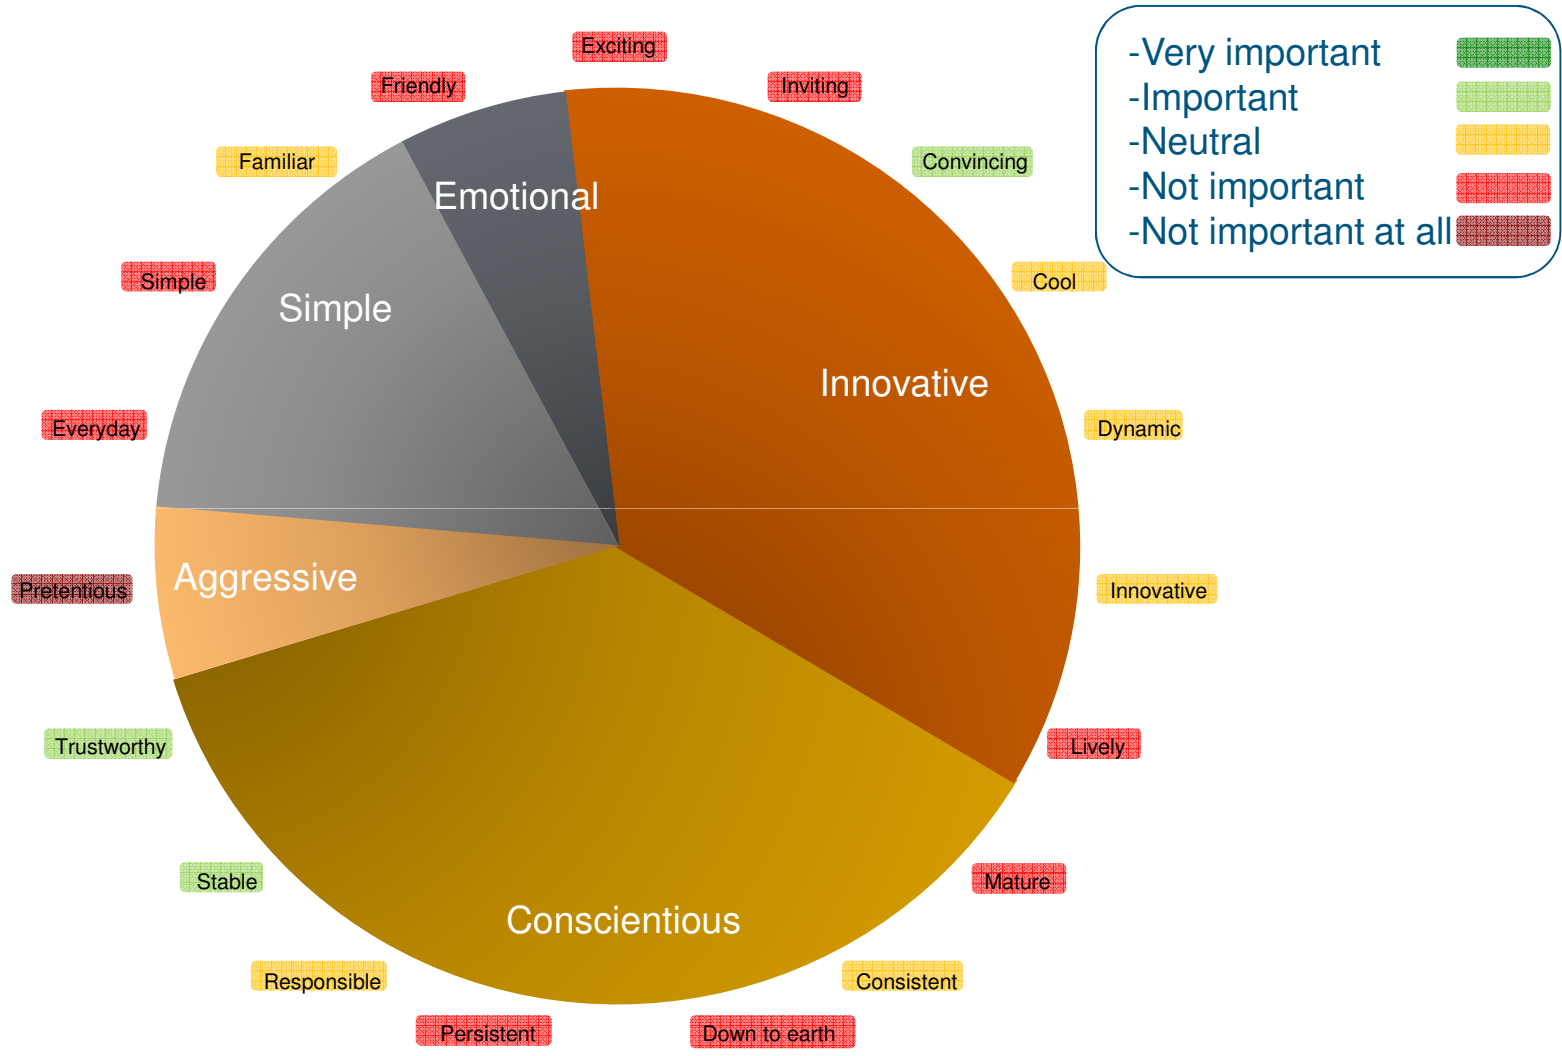 Exciting
Friendly
Inviting
Familiar
Convincing
-Very important
-Important
-Neutral
-Not important
-Not important at all
Emotional
Simple
Simple
Cool
Innovative
Everyday
Dynamic
Pretentious
Aggressive
Innovative
Trustworthy
Lively
Stable
Mature
Conscientious
Responsible
Consistent
Persistent
Down to earth